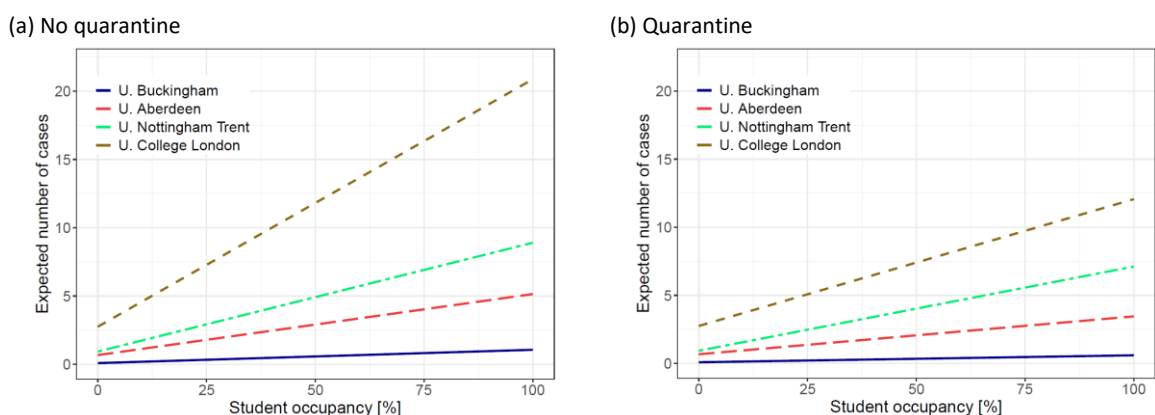 (a) No quarantine
(b) Quarantine
Expected number of cases
20
15
10
5
0
U. Buckingham
U. Aberdeen
U. Nottingham Trent
U. College London
0
25
50
75
100
Student occupancy [%]
Expected number of cases
20
15
10
5
0
U. Buckingham
U. Aberdeen
U. Nottingham Trent
U. College London
0
25
50
75
100
Student occupancy [%]